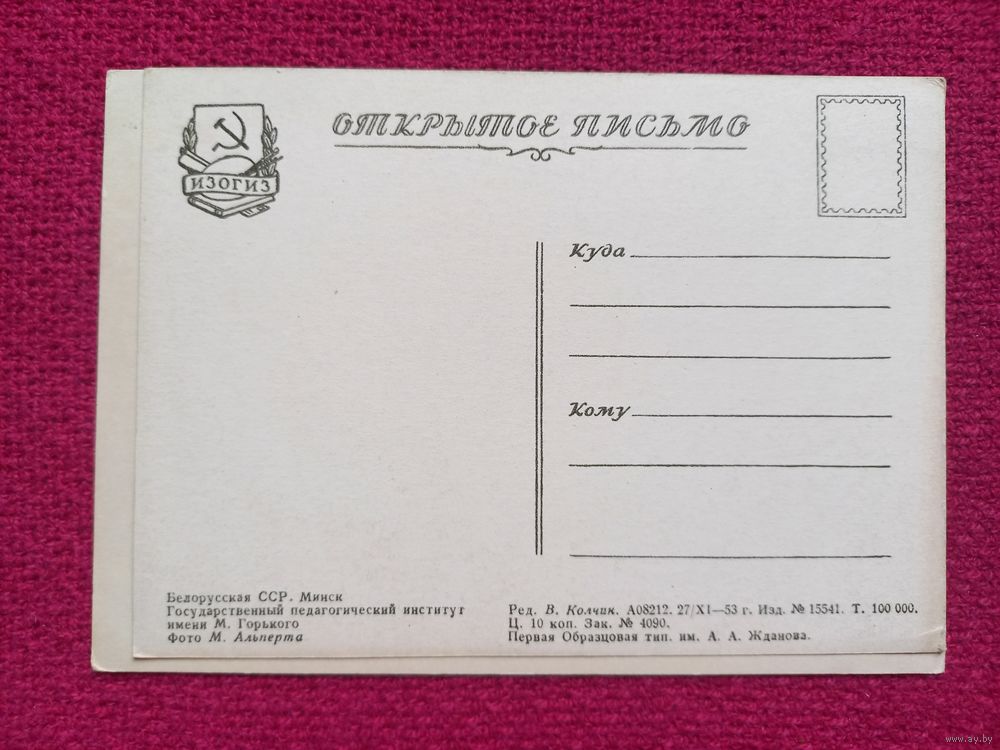 ОТКРЫТОЕ ПИСЬМО
ИЗОГИЗ
Куда
Кому
Белорусская ССР. Минск
Государственный педагогический институт
имени М. Горького
Фото М. Альперта
Ред. В. Колчин. А08212. 27/XI—53 г. Изд. № 15541. Т. 100 000.
Ц. 10 коп. Зак. № 4090.
Первая Образцовая тип. им. А. А. Жданова.
www.ay.by